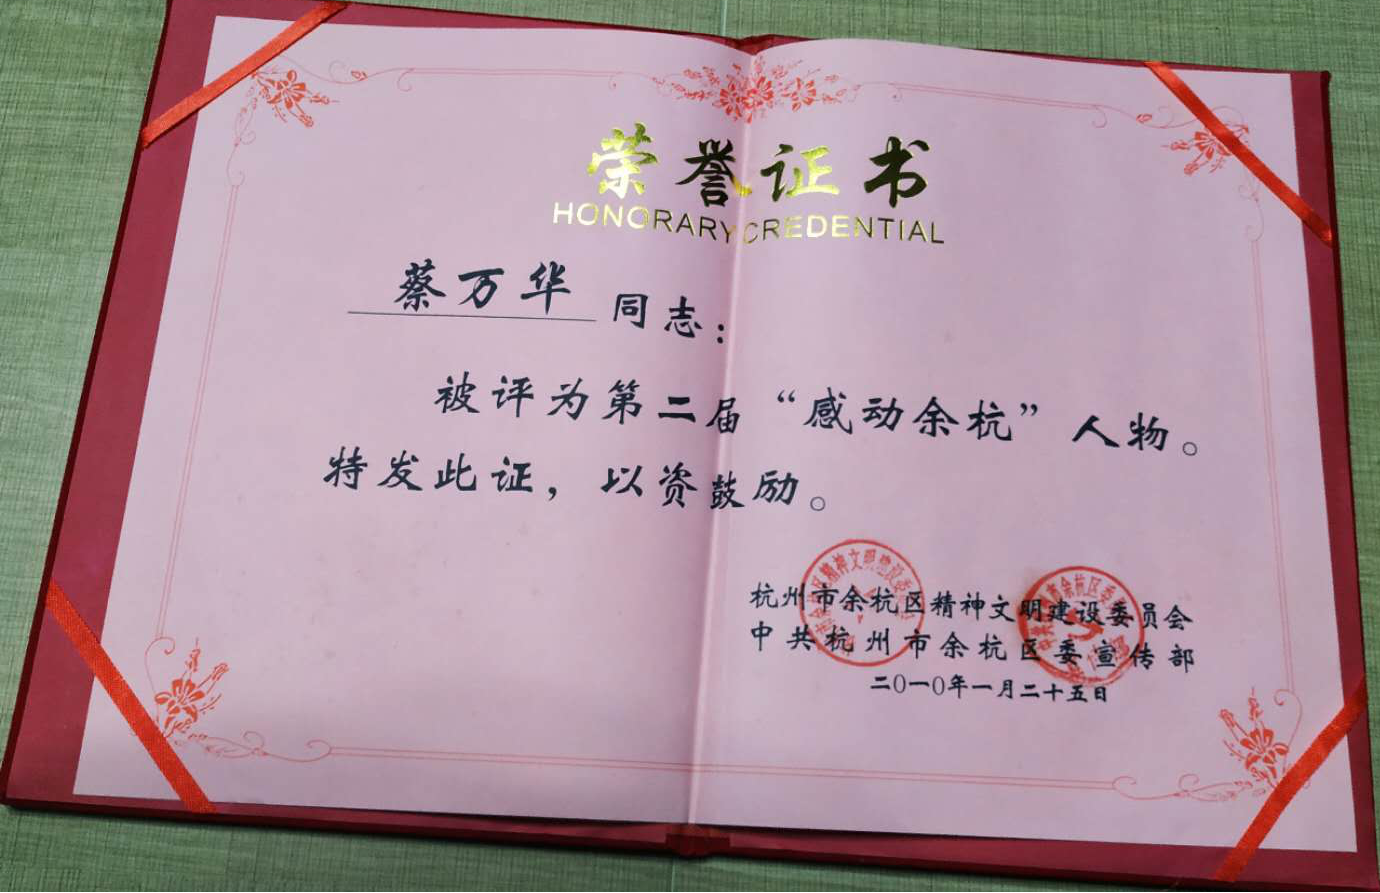 荣誉证书
HONORARY CREDENTIAL
蔡万华同志：
被评为第二届“感动余杭”人物。
特发此证，以资鼓励。
杭州市余杭区精神文明建设委员会
中共杭州市余杭区委宣传部
二〇一〇年一月二十五日